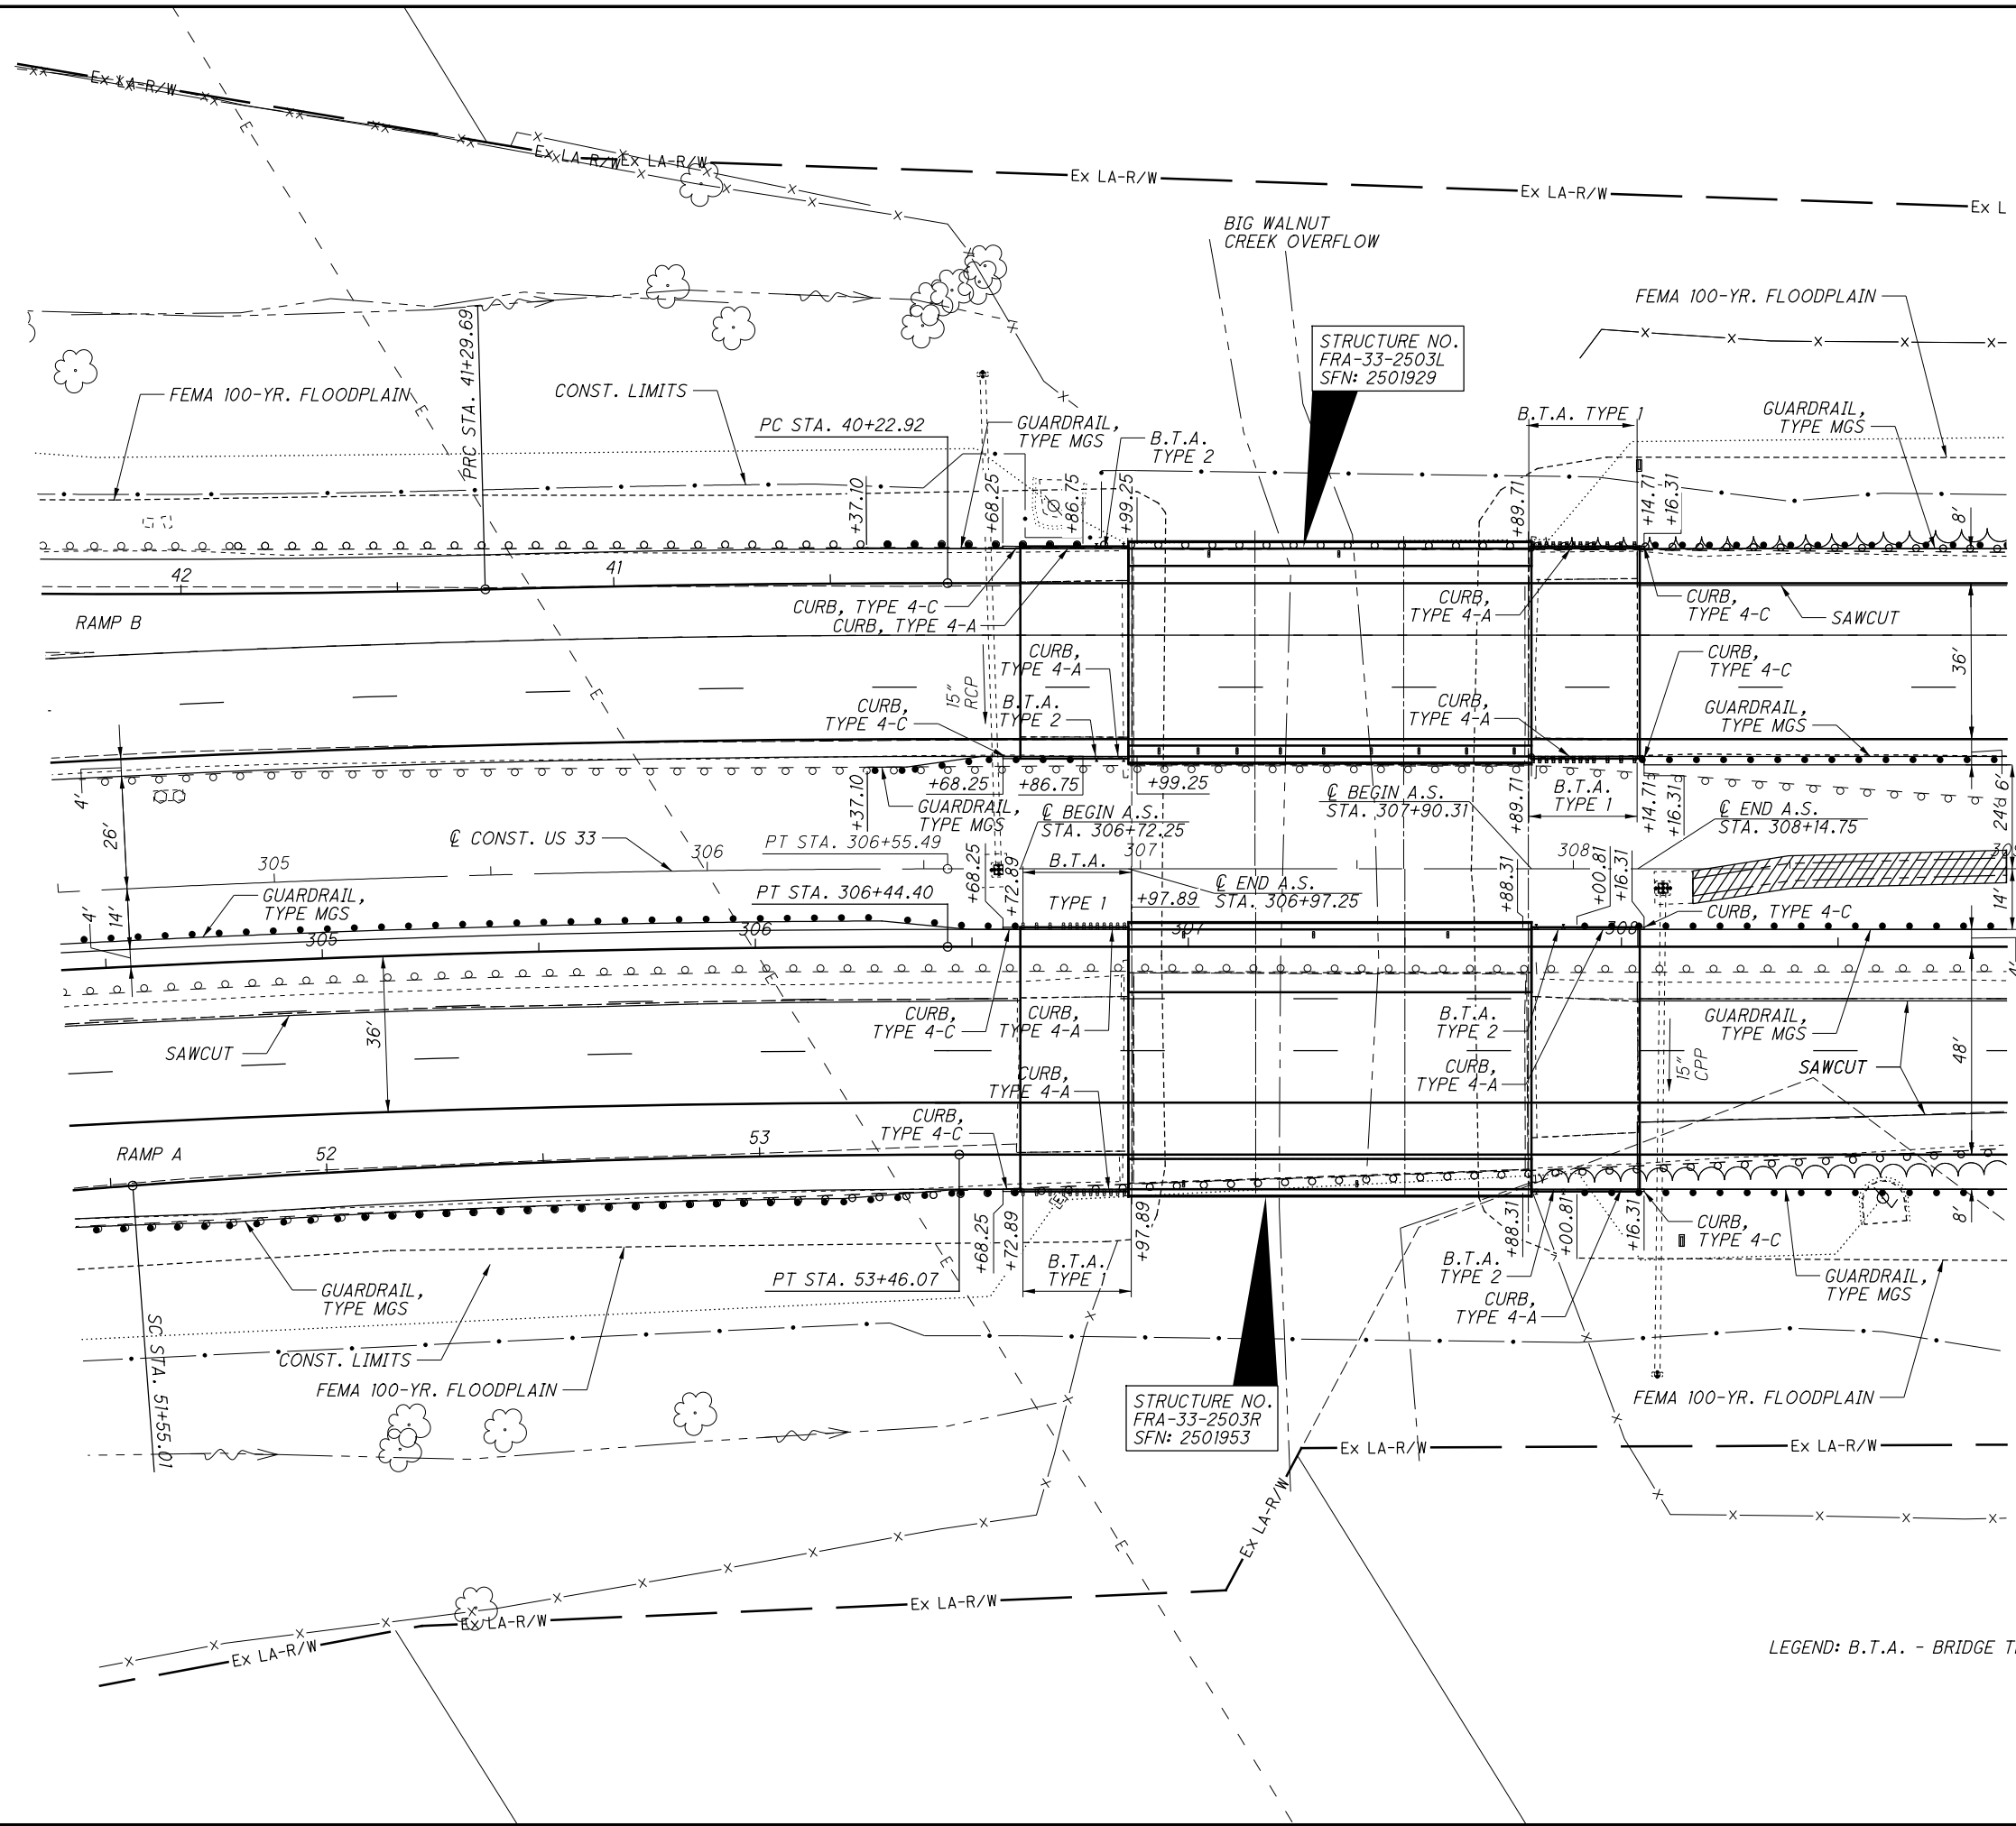 Ex LA-R/W
Ex LA-R/W
Ex LA-R/W
Ex LA-R/W
Ex LA-R/W
Ex L
BIG WALNUT
CREEK OVERFLOW
FEMA 100-YR. FLOODPLAIN
STRUCTURE NO.
FRA-33-2503L
SFN: 2501929
PRC STA. 41+29.69
FEMA 100-YR. FLOODPLAIN
CONST. LIMITS
PC STA. 40+22.92
GUARDRAIL,
TYPE MGS
B.T.A.
TYPE 2
B.T.A. TYPE 1
GUARDRAIL,
TYPE MGS
+37.10
+68.25
+86.75
+99.25
+89.71
+14.71
+16.31
8'
42
41
RAMP B
CURB, TYPE 4-C
CURB, TYPE 4-A
CURB,
TYPE 4-A
CURB,
TYPE 4-C
SAWCUT
CURB,
TYPE 4-A
CURB,
TYPE 4-C
36'
15"
RCP
CURB,
TYPE 4-C
B.T.A.
TYPE 2
CURB,
TYPE 4-A
GUARDRAIL,
TYPE MGS
4'
26'
+37.10
+68.25
+86.75
+99.25
GUARDRAIL,
TYPE MGS
℄ BEGIN A.S.
STA. 306+72.25
℄ BEGIN A.S.
STA. 307+90.31
+89.71
B.T.A.
TYPE 1
+14.71
+16.31
℄ END A.S.
STA. 308+14.75
6'
24'
℄ CONST. US 33
PT STA. 306+55.49
305
306
307
308
B.T.A.
TYPE 1
+68.25
+72.89
+97.89
℄ END A.S.
STA. 306+97.25
+88.31
+00.81
+16.31
14'
4'
14'
4'
GUARDRAIL,
TYPE MGS
PT STA. 306+44.40
CURB, TYPE 4-C
305
306
307
308
SAWCUT
36'
CURB,
TYPE 4-C
CURB,
TYPE 4-A
B.T.A.
TYPE 2
CURB,
TYPE 4-A
GUARDRAIL,
TYPE MGS
15"
CPP
SAWCUT
48'
CURB,
TYPE 4-A
CURB,
TYPE 4-C
RAMP A
52
53
+68.25
+72.89
+97.89
B.T.A.
TYPE 1
+88.31
+00.81
+16.31
CURB,
TYPE 4-C
8'
GUARDRAIL,
TYPE MGS
PT STA. 53+46.07
B.T.A.
TYPE 2
CURB,
TYPE 4-A
GUARDRAIL,
TYPE MGS
SC STA. 51+55.01
CONST. LIMITS
FEMA 100-YR. FLOODPLAIN
STRUCTURE NO.
FRA-33-2503R
SFN: 2501953
FEMA 100-YR. FLOODPLAIN
Ex LA-R/W
Ex LA-R/W
Ex LA-R/W
Ex LA-R/W
Ex LA-R/W
Ex LA-R/W
LEGEND: B.T.A. - BRIDGE